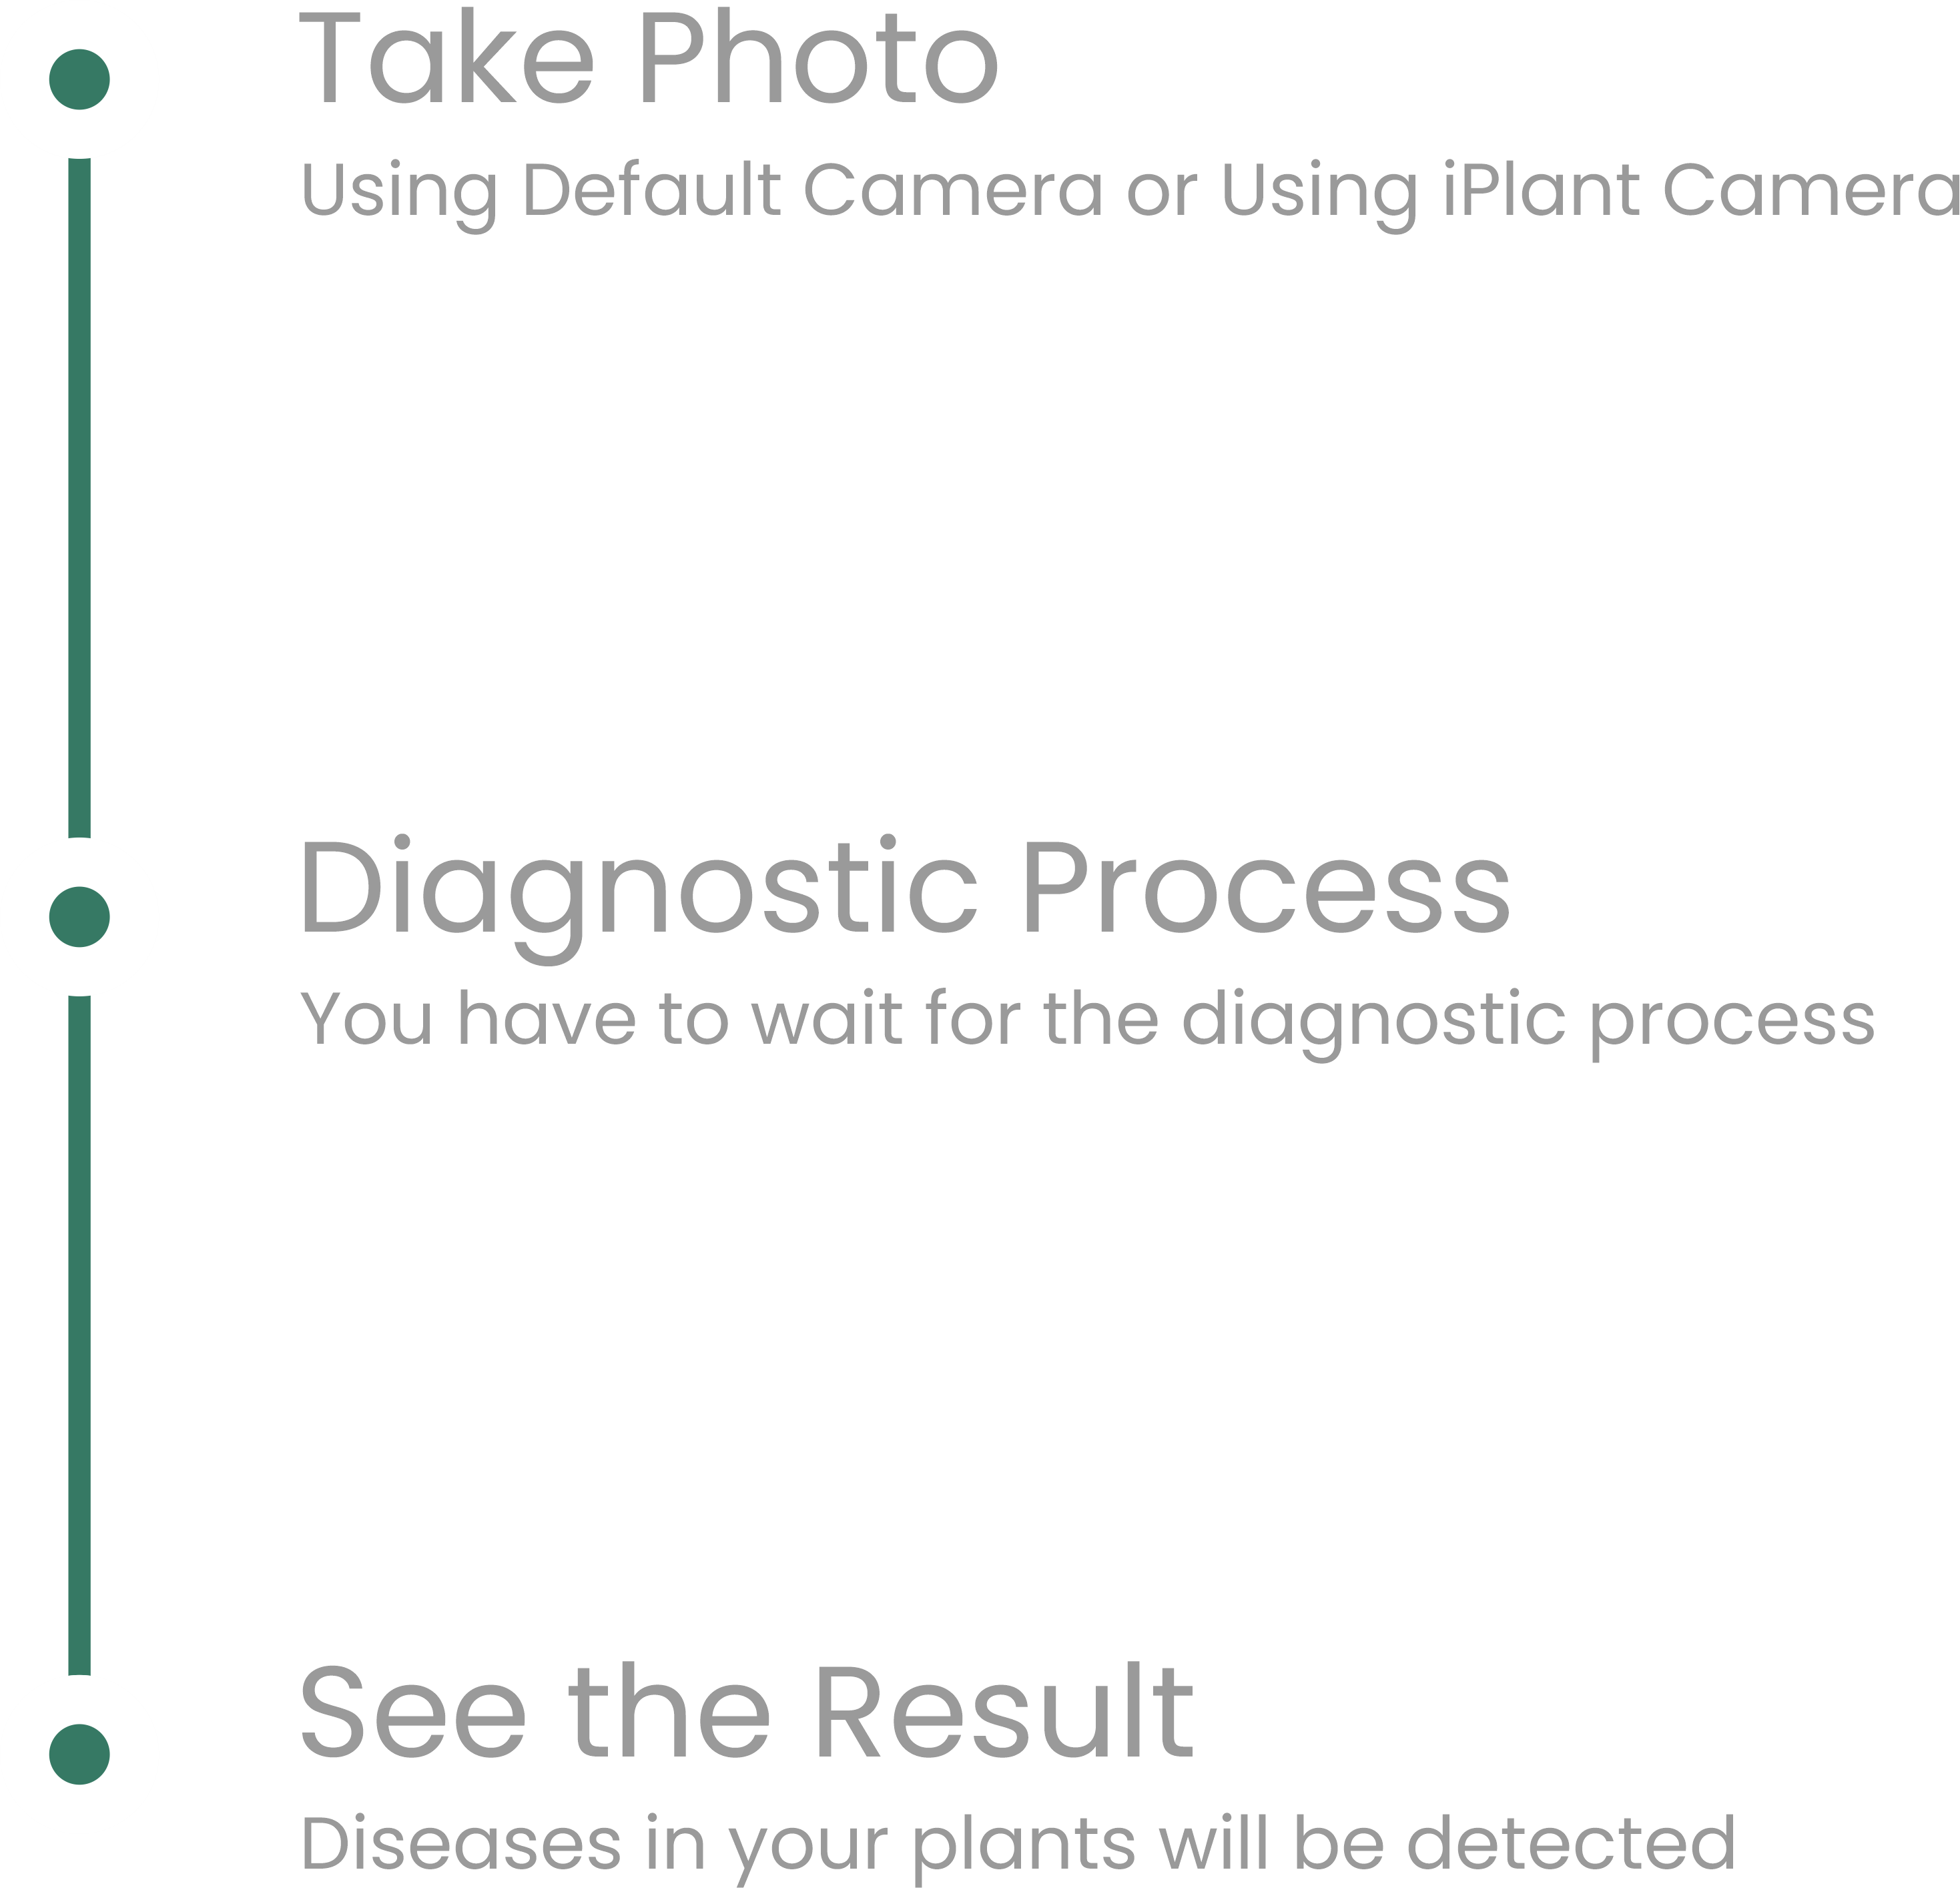 Take Photo
Using Default Camera or Using iPlant Camera
Diagnostic Process
You have to wait for the diagnostic process
See the Result
Diseases in your plants will be detected